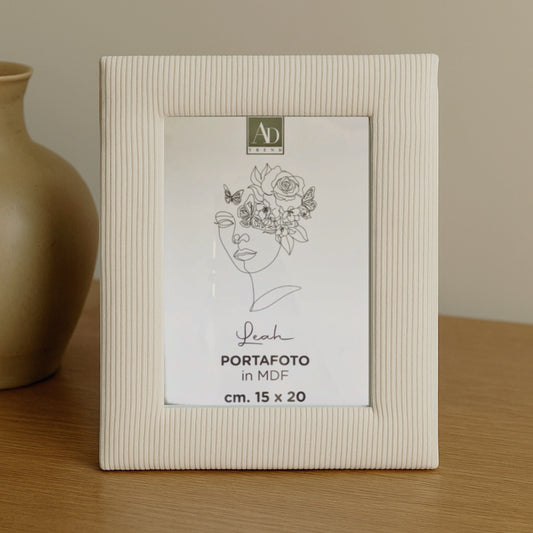 AD
TREND
Leah
PORTAFOTO
in MDF
cm. 15 x 20